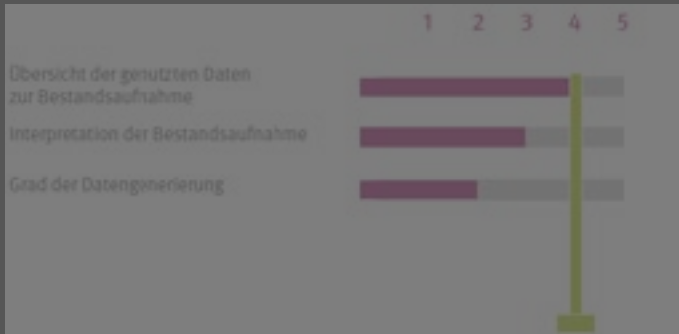 1 2 3 4 5
Übersicht der genutzten Daten
zur Bestandsaufnahme
Interpretation der Bestandsaufnahme
Grad der Datengenerierung